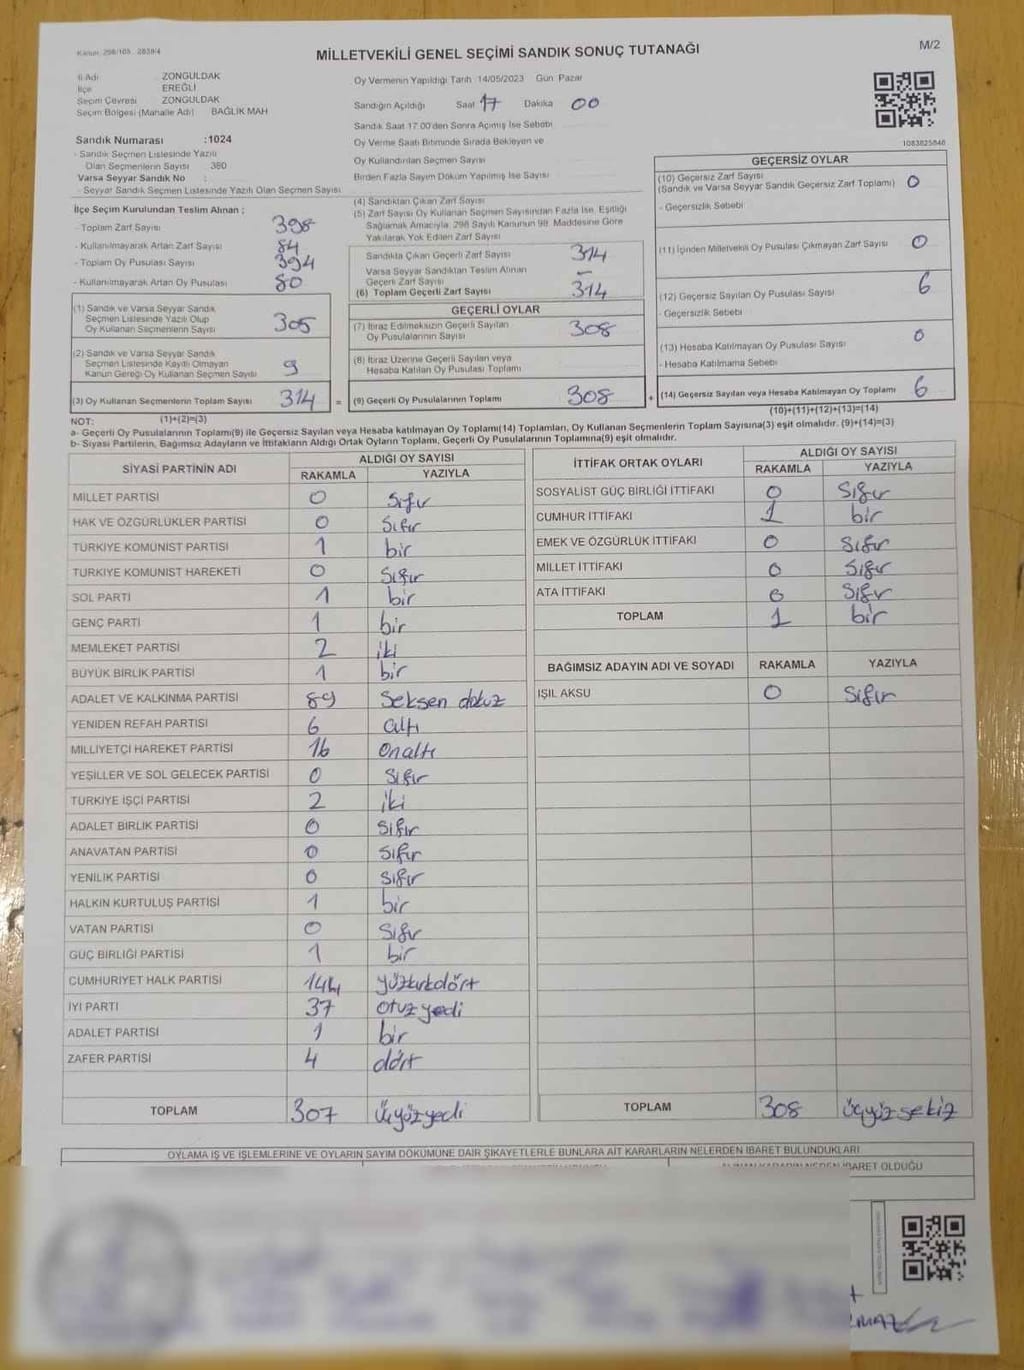 Kanun: 298/105 2839/4
MİLLETVEKİLİ GENEL SEÇİMİ SANDIK SONUÇ TUTANAĞI
M/2
İl Adı : ZONGULDAK
İlçe : EREĞLİ
Seçim Çevresi : ZONGULDAK
Seçim Bölgesi (Mahalle Adı) BAĞLIK MAH
Sandık Numarası :1024
- Sandık Seçmen Listesinde Yazılı
Olan Seçmenlerin Sayısı : 380
Varsa Seyyar Sandık No :
- Seyyar Sandık Seçmen Listesinde Yazılı Olan Seçmen Sayısı
Oy Vermenin Yapıldığı Tarih 14/05/2023 Gün Pazar
Sandığın Açıldığı Saat 17 Dakika 00
Sandık Saat 17:00'den Sonra Açılmış İse Sebebi
Oy Verme Saati Bitiminde Sırada Bekleyen ve
Oy Kullandırılan Seçmen Sayısı
Birden Fazla Sayım Döküm Yapılmış İse Sayısı
1083825846
İlçe Seçim Kurulundan Teslim Alınan ;
- Toplam Zarf Sayısı 398
- Kullanılmayarak Artan Zarf Sayısı 84
- Toplam Oy Pusulası Sayısı 394
- Kullanılmayarak Artan Oy Pusulası 80
(1) Sandık ve Varsa Seyyar Sandık
Seçmen Listesinde Yazılı Olup
Oy Kullanan Seçmenlerin Sayısı 305
(2) Sandık ve Varsa Seyyar Sandık
Seçmen Listesinde Kayıtlı Olmayan
Kanun Gereği Oy Kullanan Seçmen Sayısı 9
(3) Oy Kullanan Seçmenlerin Toplam Sayısı 314 =
(4) Sandıktan Çıkan Zarf Sayısı
(5) Zarf Sayısı Oy Kullanan Seçmen Sayısından Fazla İse, Eşitliği
Sağlamak Amacıyla, 298 Sayılı Kanunun 98. Maddesine Göre
Yakılarak Yok Edilen Zarf Sayısı
Sandıkta Çıkan Geçerli Zarf Sayısı 314
Varsa Seyyar Sandıktan Teslim Alınan
Geçerli Zarf Sayısı –
(6) Toplam Geçerli Zarf Sayısı 314
GEÇERLİ OYLAR
(7) İtiraz Edilmeksizin Geçerli Sayılan
Oy Pusulalarının Sayısı 308
(8) İtiraz Üzerine Geçerli Sayılan veya
Hesaba Katılan Oy Pusulası Toplamı
(9) Geçerli Oy Pusulalarının Toplamı 308 +
GEÇERSİZ OYLAR
(10) Geçersiz Zarf Sayısı
(Sandık ve Varsa Seyyar Sandık Geçersiz Zarf Toplamı) 0
- Geçersizlik Sebebi
(11) İçinden Milletvekili Oy Pusulası Çıkmayan Zarf Sayısı 0
(12) Geçersiz Sayılan Oy Pusulası Sayısı 6
- Geçersizlik Sebebi
(13) Hesaba Katılmayan Oy Pusulası Sayısı 0
- Hesaba Katılmama Sebebi
(14) Geçersiz Sayılan veya Hesaba Katılmayan Oy Toplamı 6
NOT: (1)+(2)=(3) (10)+(11)+(12)+(13)=(14)
a- Geçerli Oy Pusulalarının Toplamı(9) ile Geçersiz Sayılan veya Hesaba katılmayan Oy Toplamı(14) Toplamları, Oy Kullanan Seçmenlerin Toplam Sayısına(3) eşit olmalıdır. (9)+(14)=(3)
b- Siyasi Partilerin, Bağımsız Adayların ve İttifakların Aldığı Ortak Oyların Toplamı, Geçerli Oy Pusulalarının Toplamına(9) eşit olmalıdır.
SİYASİ PARTİNİN ADI ALDIĞI OY SAYISI
RAKAMLA YAZIYLA
MİLLET PARTİSİ 0 Sıfır
HAK VE ÖZGÜRLÜKLER PARTİSİ 0 Sıfır
TÜRKİYE KOMÜNİST PARTİSİ 1 bir
TÜRKİYE KOMÜNİST HAREKETİ 0 Sıfır
SOL PARTİ 1 bir
GENÇ PARTİ 1 bir
MEMLEKET PARTİSİ 2 iki
BÜYÜK BİRLİK PARTİSİ 1 bir
ADALET VE KALKINMA PARTİSİ 89 Seksen dokuz
YENİDEN REFAH PARTİSİ 6 altı
MİLLİYETÇİ HAREKET PARTİSİ 16 Onaltı
YEŞİLLER VE SOL GELECEK PARTİSİ 0 Sıfır
TÜRKİYE İŞÇİ PARTİSİ 2 iki
ADALET BİRLİK PARTİSİ 0 Sıfır
ANAVATAN PARTİSİ 0 Sıfır
YENİLİK PARTİSİ 0 Sıfır
HALKIN KURTULUŞ PARTİSİ 1 bir
VATAN PARTİSİ 0 Sıfır
GÜÇ BİRLİĞİ PARTİSİ 1 bir
CUMHURİYET HALK PARTİSİ 144 yüzkırkdört
İYİ PARTİ 37 Otuz yedi
ADALET PARTİSİ 1 bir
ZAFER PARTİSİ 4 dört
TOPLAM 307 Üçyüz yedi
İTTİFAK ORTAK OYLARI ALDIĞI OY SAYISI
RAKAMLA YAZIYLA
SOSYALİST GÜÇ BİRLİĞİ İTTİFAKI 0 Sıfır
CUMHUR İTTİFAKI 1 bir
EMEK VE ÖZGÜRLÜK İTTİFAKI 0 Sıfır
MİLLET İTTİFAKI 0 Sıfır
ATA İTTİFAKI 0 Sıfır
TOPLAM 1 bir
BAĞIMSIZ ADAYIN ADI VE SOYADI RAKAMLA YAZIYLA
IŞIL AKSU 0 Sıfır
TOPLAM 308 üçyüz sekiz
OYLAMA İŞ VE İŞLEMLERİNE VE OYLARIN SAYIM DÖKÜMÜNE DAİR ŞİKAYETLERLE BUNLARA AİT KARARLARIN NELERDEN İBARET BULUNDUKLARI
ALINAN KARARIN NEDEN İBARET OLDUĞU